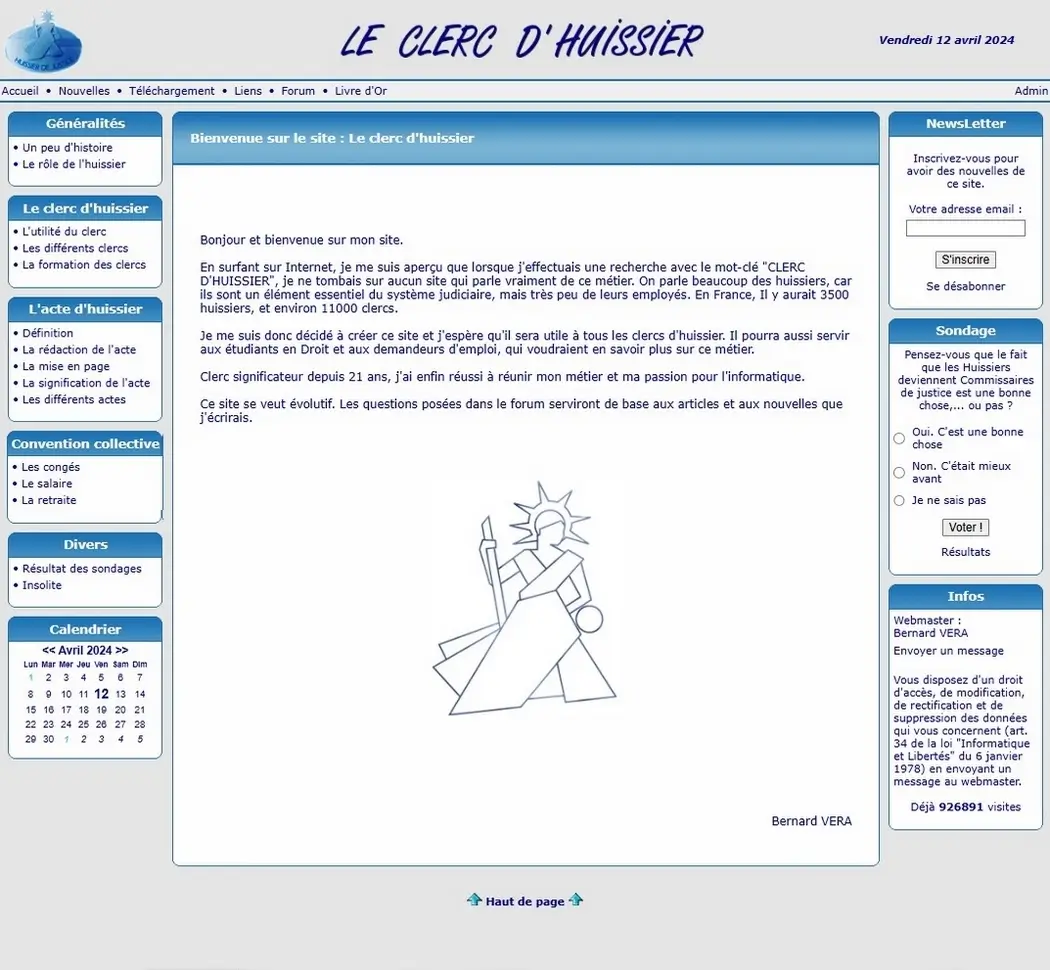 HUISSIER DE JUSTICE
LE CLERC D'HUISSIER
Vendredi 12 avril 2024
Accueil • Nouvelles • Téléchargement • Liens • Forum • Livre d'Or
Admin
Généralités
• Un peu d'histoire
• Le rôle de l'huissier
Le clerc d'huissier
• L'utilité du clerc
• Les différents clercs
• La formation des clercs
L'acte d'huissier
• Définition
• La rédaction de l'acte
• La mise en page
• La signification de l'acte
• Les différents actes
Convention collective
• Les congés
• Le salaire
• La retraite
Divers
• Résultat des sondages
• Insolite
Calendrier
<< Avril 2024 >>
Lun Mar Mer Jeu Ven Sam Dim
1 2 3 4 5 6 7
8 9 10 11 12 13 14
15 16 17 18 19 20 21
22 23 24 25 26 27 28
29 30 1 2 3 4 5
Bienvenue sur le site : Le clerc d'huissier
Bonjour et bienvenue sur mon site.
En surfant sur Internet, je me suis aperçu que lorsque j'effectuais une recherche avec le mot-clé "CLERC
D'HUISSIER", je ne tombais sur aucun site qui parle vraiment de ce métier. On parle beaucoup des huissiers, car
ils sont un élément essentiel du système judiciaire, mais très peu de leurs employés. En France, Il y aurait 3500
huissiers, et environ 11000 clercs.
Je me suis donc décidé à créer ce site et j'espère qu'il sera utile à tous les clercs d'huissier. Il pourra aussi servir
aux étudiants en Droit et aux demandeurs d'emploi, qui voudraient en savoir plus sur ce métier.
Clerc significateur depuis 21 ans, j'ai enfin réussi à réunir mon métier et ma passion pour l'informatique.
Ce site se veut évolutif. Les questions posées dans le forum serviront de base aux articles et aux nouvelles que
j'écrirais.
Bernard VERA
NewsLetter
Inscrivez-vous pour
avoir des nouvelles de
ce site.
Votre adresse email :
S'inscrire
Se désabonner
Sondage
Pensez-vous que le fait
que les Huissiers
deviennent Commissaires
de justice est une bonne
chose,... ou pas ?
Oui. C'est une bonne
chose
Non. C'était mieux
avant
Je ne sais pas
Voter !
Résultats
Infos
Webmaster :
Bernard VERA
Envoyer un message
Vous disposez d'un droit
d'accès, de modification,
de rectification et de
suppression des données
qui vous concernent (art.
34 de la loi "Informatique
et Libertés" du 6 janvier
1978) en envoyant un
message au webmaster.
Déjà 926891 visites
Haut de page